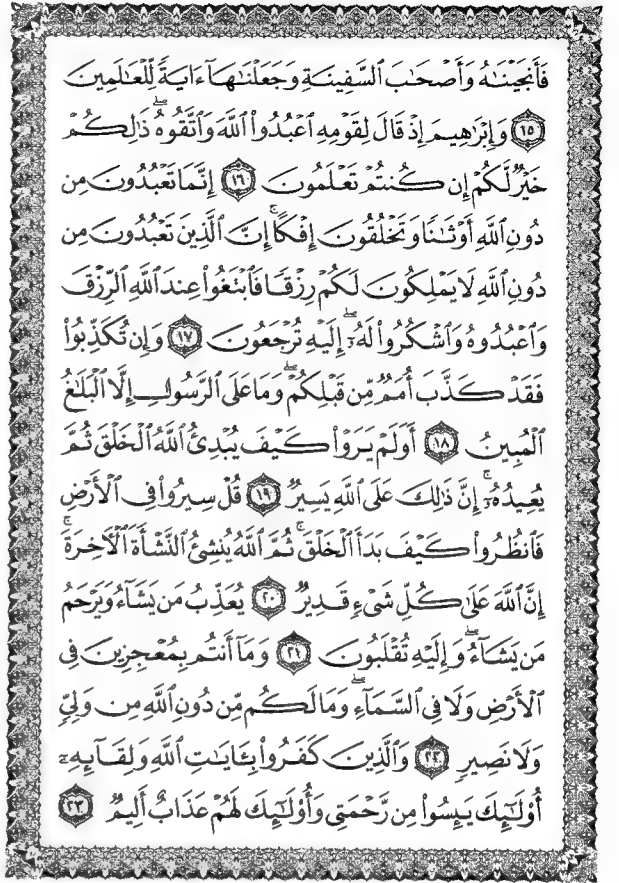 فَأَنجَيْنَٰهُ وَأَصْحَٰبَ ٱلسَّفِينَةِ وَجَعَلْنَٰهَآ ءَايَةً لِّلْعَٰلَمِينَ
﴿١٥﴾ وَإِبْرَٰهِيمَ إِذْ قَالَ لِقَوْمِهِ ٱعْبُدُوا۟ ٱللَّهَ وَٱتَّقُوهُ ۖ ذَٰلِكُمْ
خَيْرٌ لَّكُمْ إِن كُنتُمْ تَعْلَمُونَ ﴿١٦﴾ إِنَّمَا تَعْبُدُونَ مِن
دُونِ ٱللَّهِ أَوْثَٰنًا وَتَخْلُقُونَ إِفْكًا ۚ إِنَّ ٱلَّذِينَ تَعْبُدُونَ مِن
دُونِ ٱللَّهِ لَا يَمْلِكُونَ لَكُمْ رِزْقًا فَٱبْتَغُوا۟ عِندَ ٱللَّهِ ٱلرِّزْقَ
وَٱعْبُدُوهُ وَٱشْكُرُوا۟ لَهُۥٓ ۖ إِلَيْهِ تُرْجَعُونَ ﴿١٧﴾ وَإِن تُكَذِّبُوا۟
فَقَدْ كَذَّبَ أُمَمٌ مِّن قَبْلِكُمْ ۖ وَمَا عَلَى ٱلرَّسُولِ إِلَّا ٱلْبَلَٰغُ
ٱلْمُبِينُ ﴿١٨﴾ أَوَلَمْ يَرَوْا۟ كَيْفَ يُبْدِئُ ٱللَّهُ ٱلْخَلْقَ ثُمَّ
يُعِيدُهُۥٓ ۚ إِنَّ ذَٰلِكَ عَلَى ٱللَّهِ يَسِيرٌ ﴿١٩﴾ قُلْ سِيرُوا۟ فِى ٱلْأَرْضِ
فَٱنظُرُوا۟ كَيْفَ بَدَأَ ٱلْخَلْقَ ۚ ثُمَّ ٱللَّهُ يُنشِئُ ٱلنَّشْأَةَ ٱلْءَاخِرَةَ ۚ
إِنَّ ٱللَّهَ عَلَىٰ كُلِّ شَىْءٍ قَدِيرٌ ﴿٢٠﴾ يُعَذِّبُ مَن يَشَآءُ وَيَرْحَمُ
مَن يَشَآءُ ۖ وَإِلَيْهِ تُقْلَبُونَ ﴿٢١﴾ وَمَآ أَنتُم بِمُعْجِزِينَ فِى
ٱلْأَرْضِ وَلَا فِى ٱلسَّمَآءِ ۖ وَمَا لَكُم مِّن دُونِ ٱللَّهِ مِن وَلِىٍّ
وَلَا نَصِيرٍ ﴿٢٢﴾ وَٱلَّذِينَ كَفَرُوا۟ بِـَٔايَٰتِ ٱللَّهِ وَلِقَآئِهِۦٓ
أُو۟لَٰٓئِكَ يَئِسُوا۟ مِن رَّحْمَتِى وَأُو۟لَٰٓئِكَ لَهُمْ عَذَابٌ أَلِيمٌ ﴿٢٣﴾